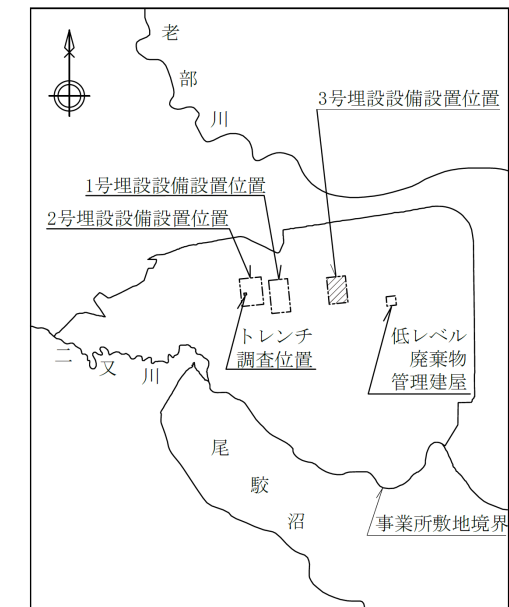 老
部
川
3号埋設設備設置位置
1号埋設設備設置位置
2号埋設設備設置位置
トレンチ
調査位置
低レベル
廃棄物
管理建屋
二
又
川
尾
駮
沼
事業所敷地境界